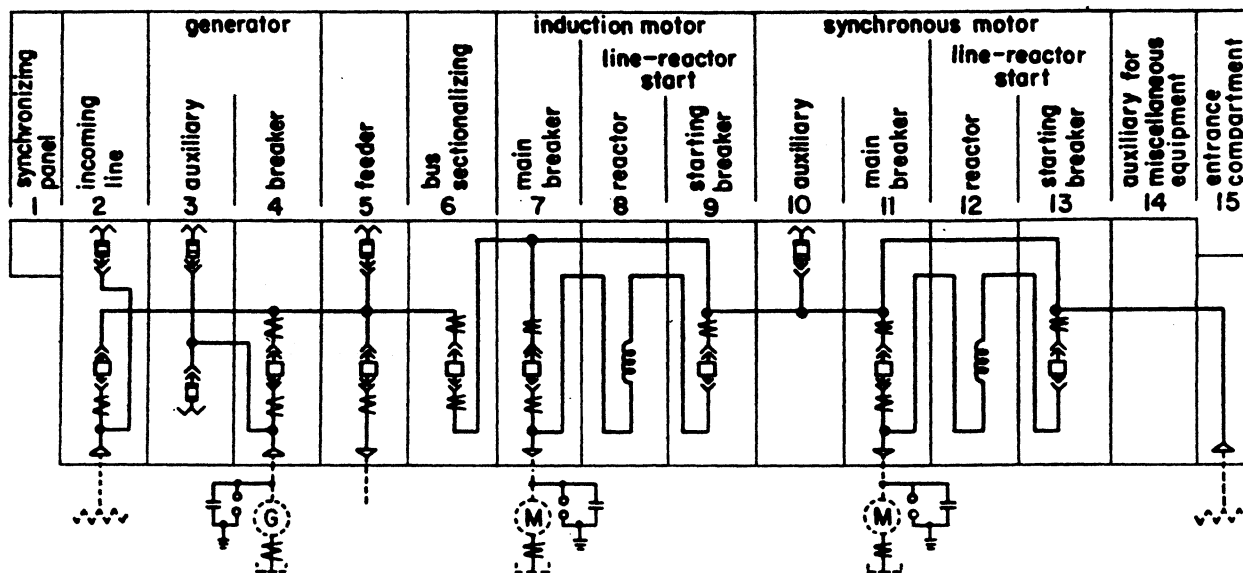 generator
induction motor
synchronous motor
line-reactor
start
line-reactor
start
synchronizing
panel
incoming
line
auxiliary
breaker
feeder
bus
sectionalizing
main
breaker
reactor
starting
breaker
auxiliary
main
breaker
reactor
starting
breaker
auxiliary for
miscellaneous
equipment
entrance
compartment
1 2 3 4 5 6 7 8 9 10 11 12 13 14 15
G
M
M